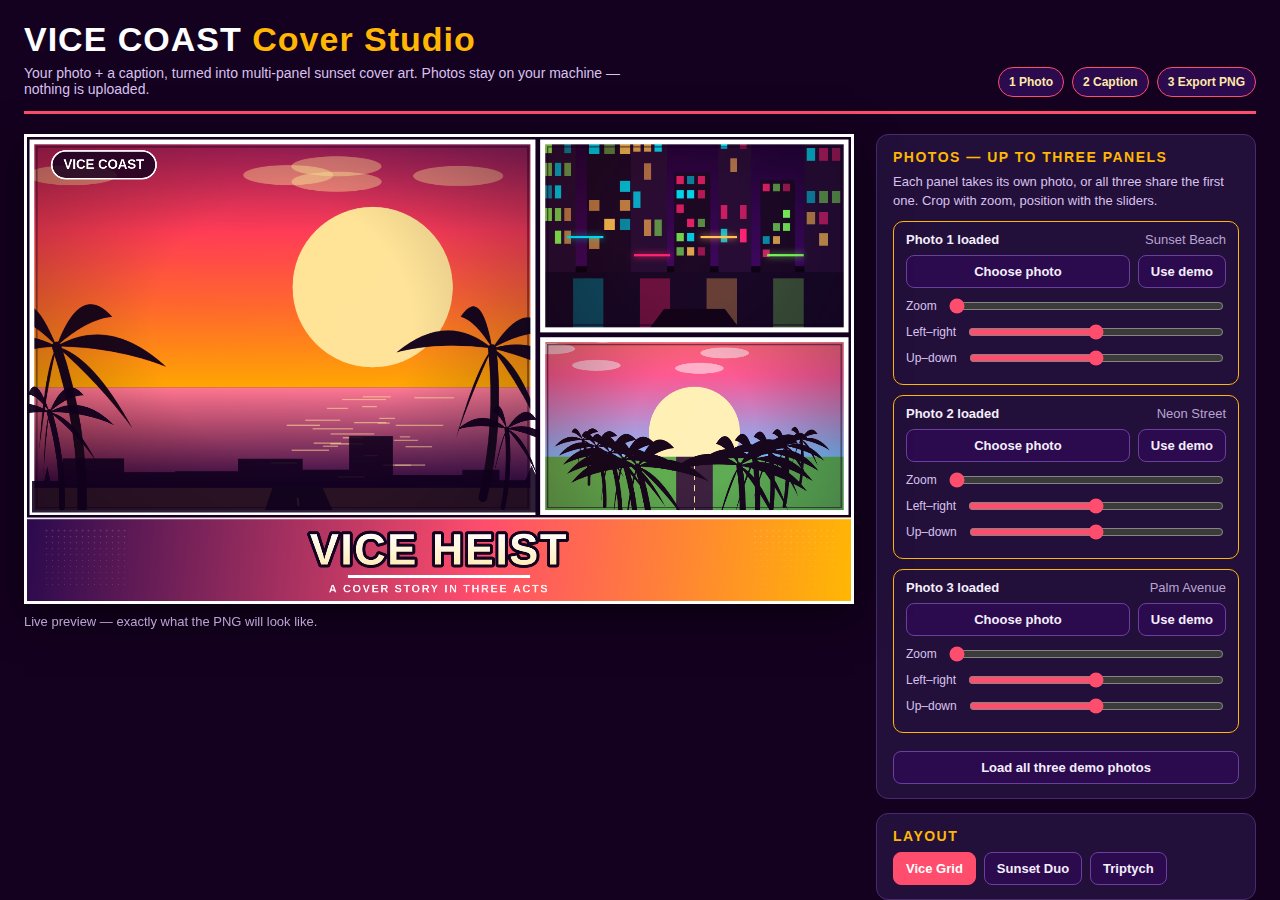 VICE COAST Cover Studio
Your photo + a caption, turned into multi-panel sunset cover art. Photos stay on your machine —
nothing is uploaded.
1 Photo
2 Caption
3 Export PNG
VICE COAST
VICE HEIST
A COVER STORY IN THREE ACTS
Live preview — exactly what the PNG will look like.
PHOTOS — UP TO THREE PANELS
Each panel takes its own photo, or all three share the first
one. Crop with zoom, position with the sliders.
Photo 1 loaded Sunset Beach
Choose photo Use demo
Zoom
Left–right
Up–down
Photo 2 loaded Neon Street
Choose photo Use demo
Zoom
Left–right
Up–down
Photo 3 loaded Palm Avenue
Choose photo Use demo
Zoom
Left–right
Up–down
Load all three demo photos
LAYOUT
Vice Grid Sunset Duo Triptych